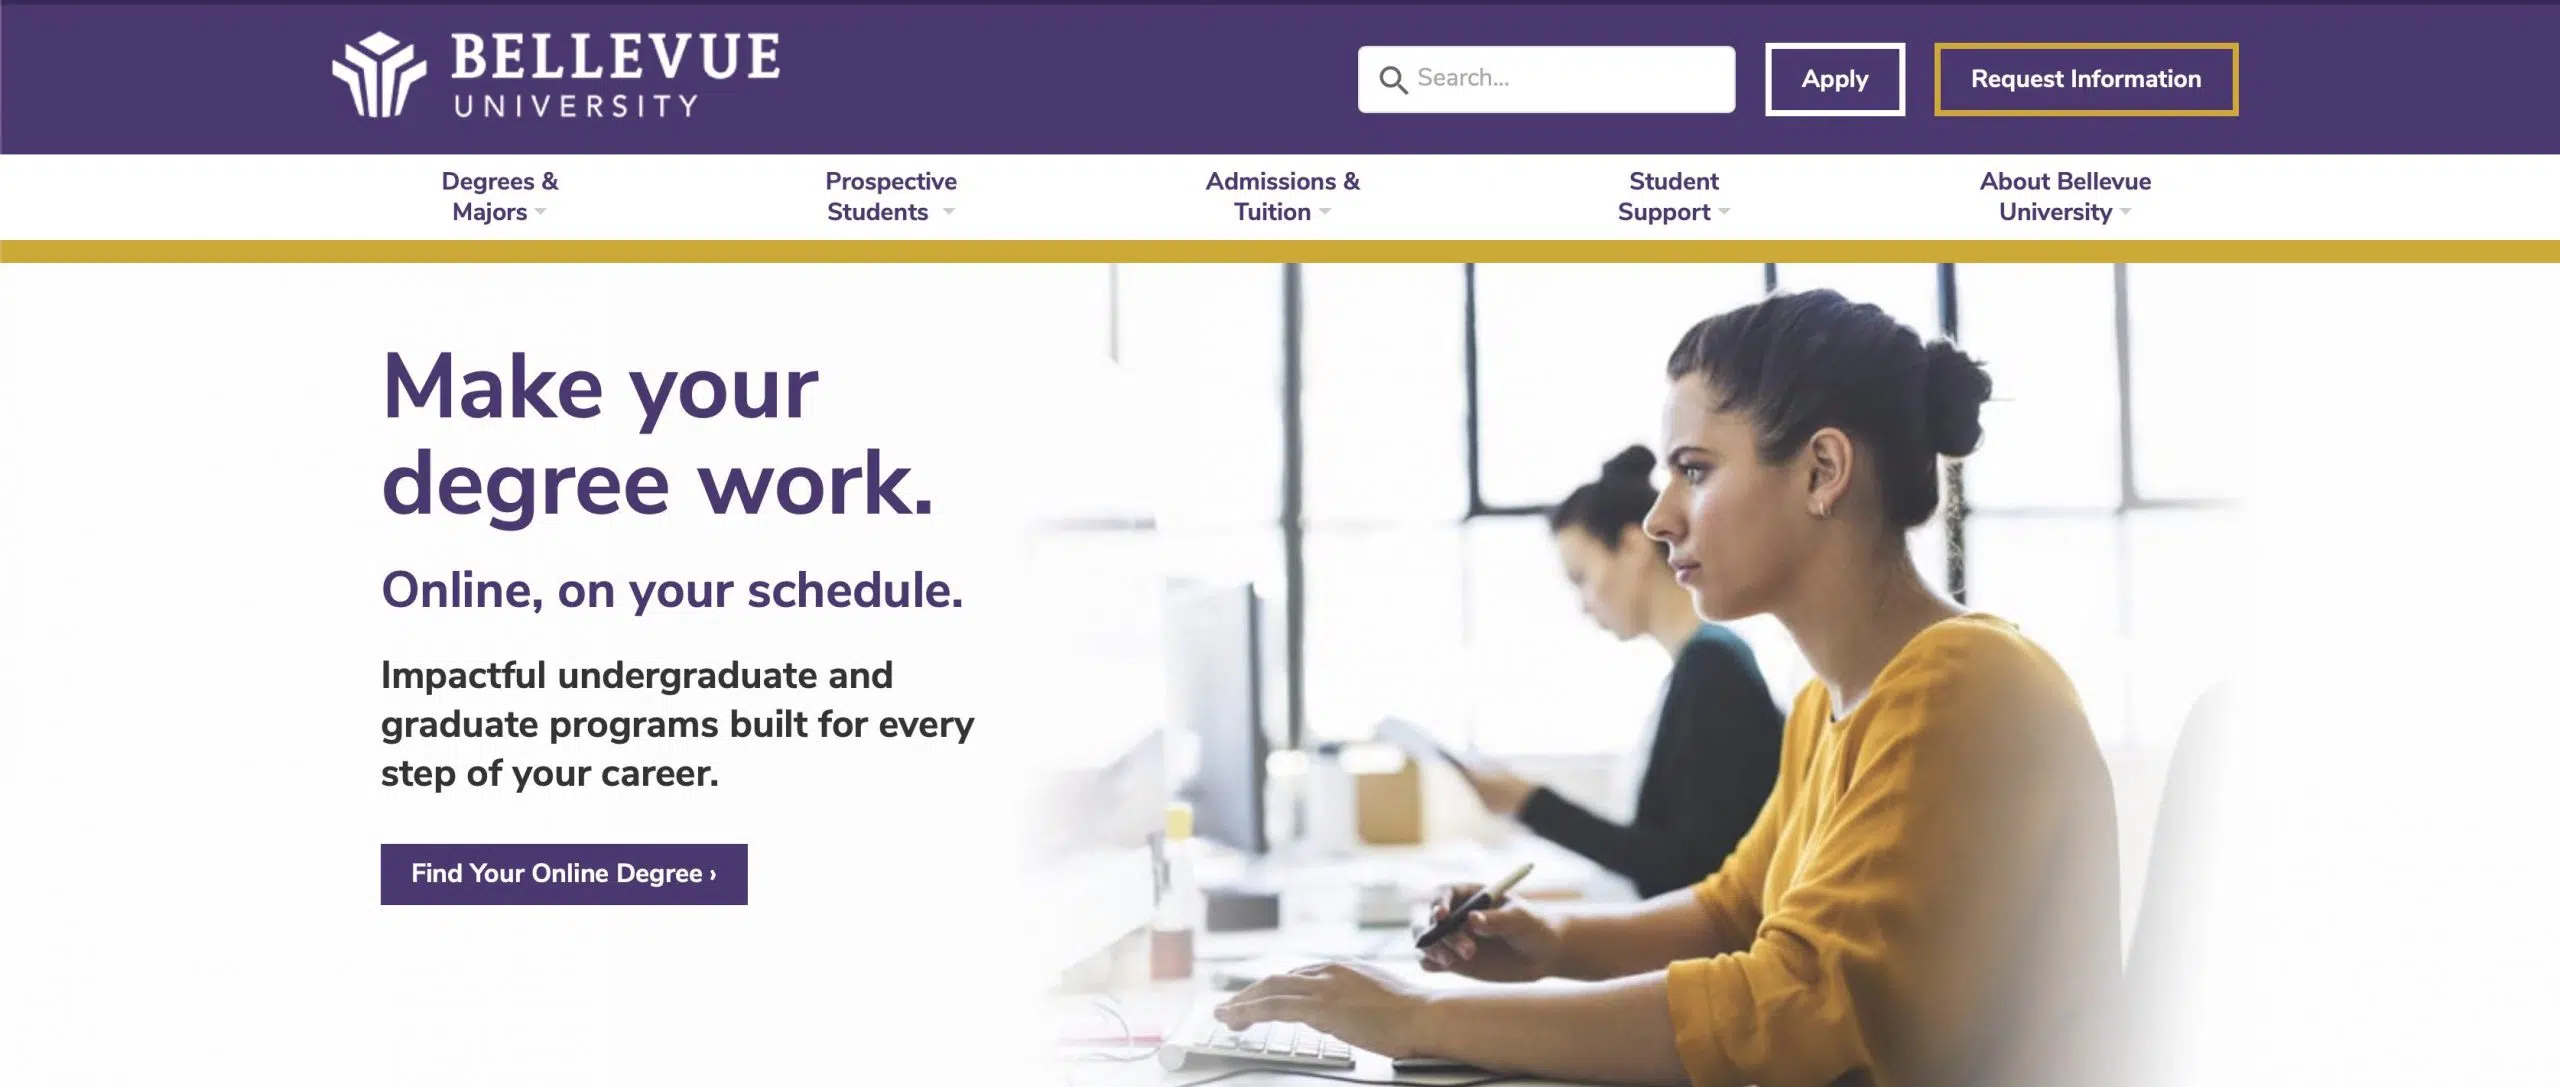 BELLEVUE
UNIVERSITY
Search...
Apply
Request Information
Degrees &
Majors
Prospective
Students
Admissions &
Tuition
Student
Support
About Bellevue
University
Make your
degree work.
Online, on your schedule.
Impactful undergraduate and
graduate programs built for every
step of your career.
Find Your Online Degree ›